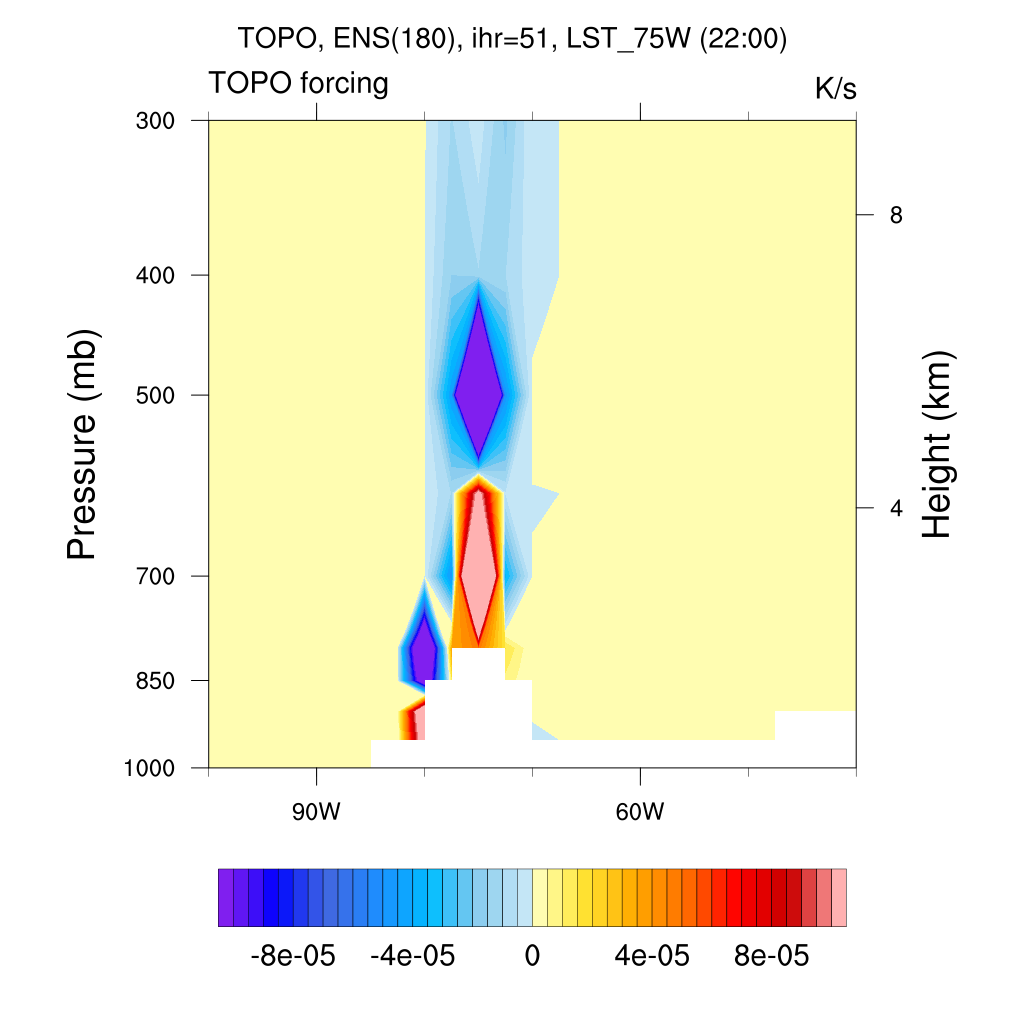 TOPO, ENS(180), ihr=51, LST_75W (22:00)
TOPO forcing
K/s
300
400
500
700
850
1000
Pressure (mb)
8
4
Height (km)
90W
60W
-8e-05
-4e-05
0
4e-05
8e-05